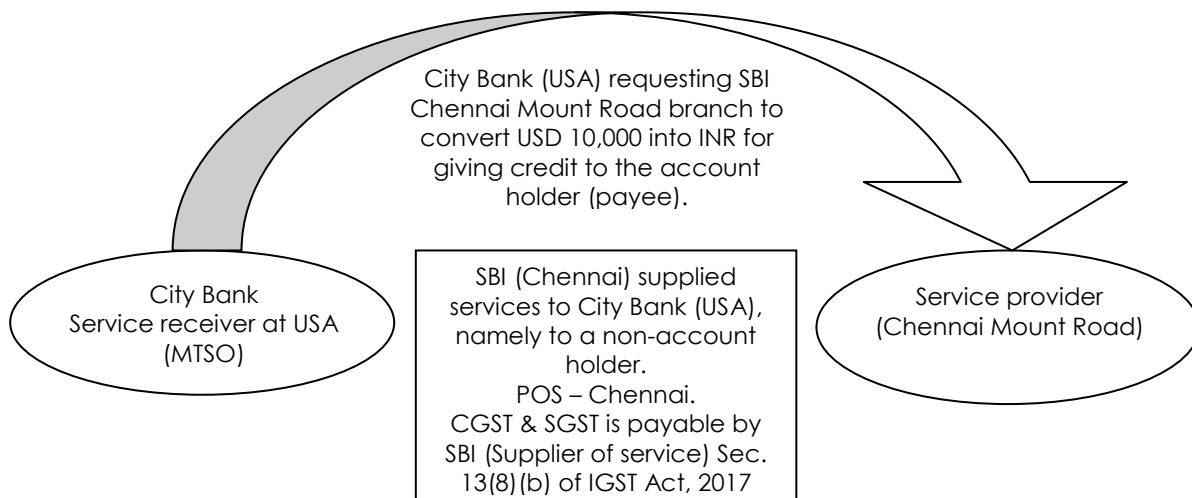 City Bank (USA) requesting SBI
Chennai Mount Road branch to
convert USD 10,000 into INR for
giving credit to the account
holder (payee).
City Bank
Service receiver at USA
(MTSO)
SBI (Chennai) supplied
services to City Bank (USA),
namely to a non-account
holder.
POS – Chennai.
CGST & SGST is payable by
SBI (Supplier of service) Sec.
13(8)(b) of IGST Act, 2017
Service provider
(Chennai Mount Road)